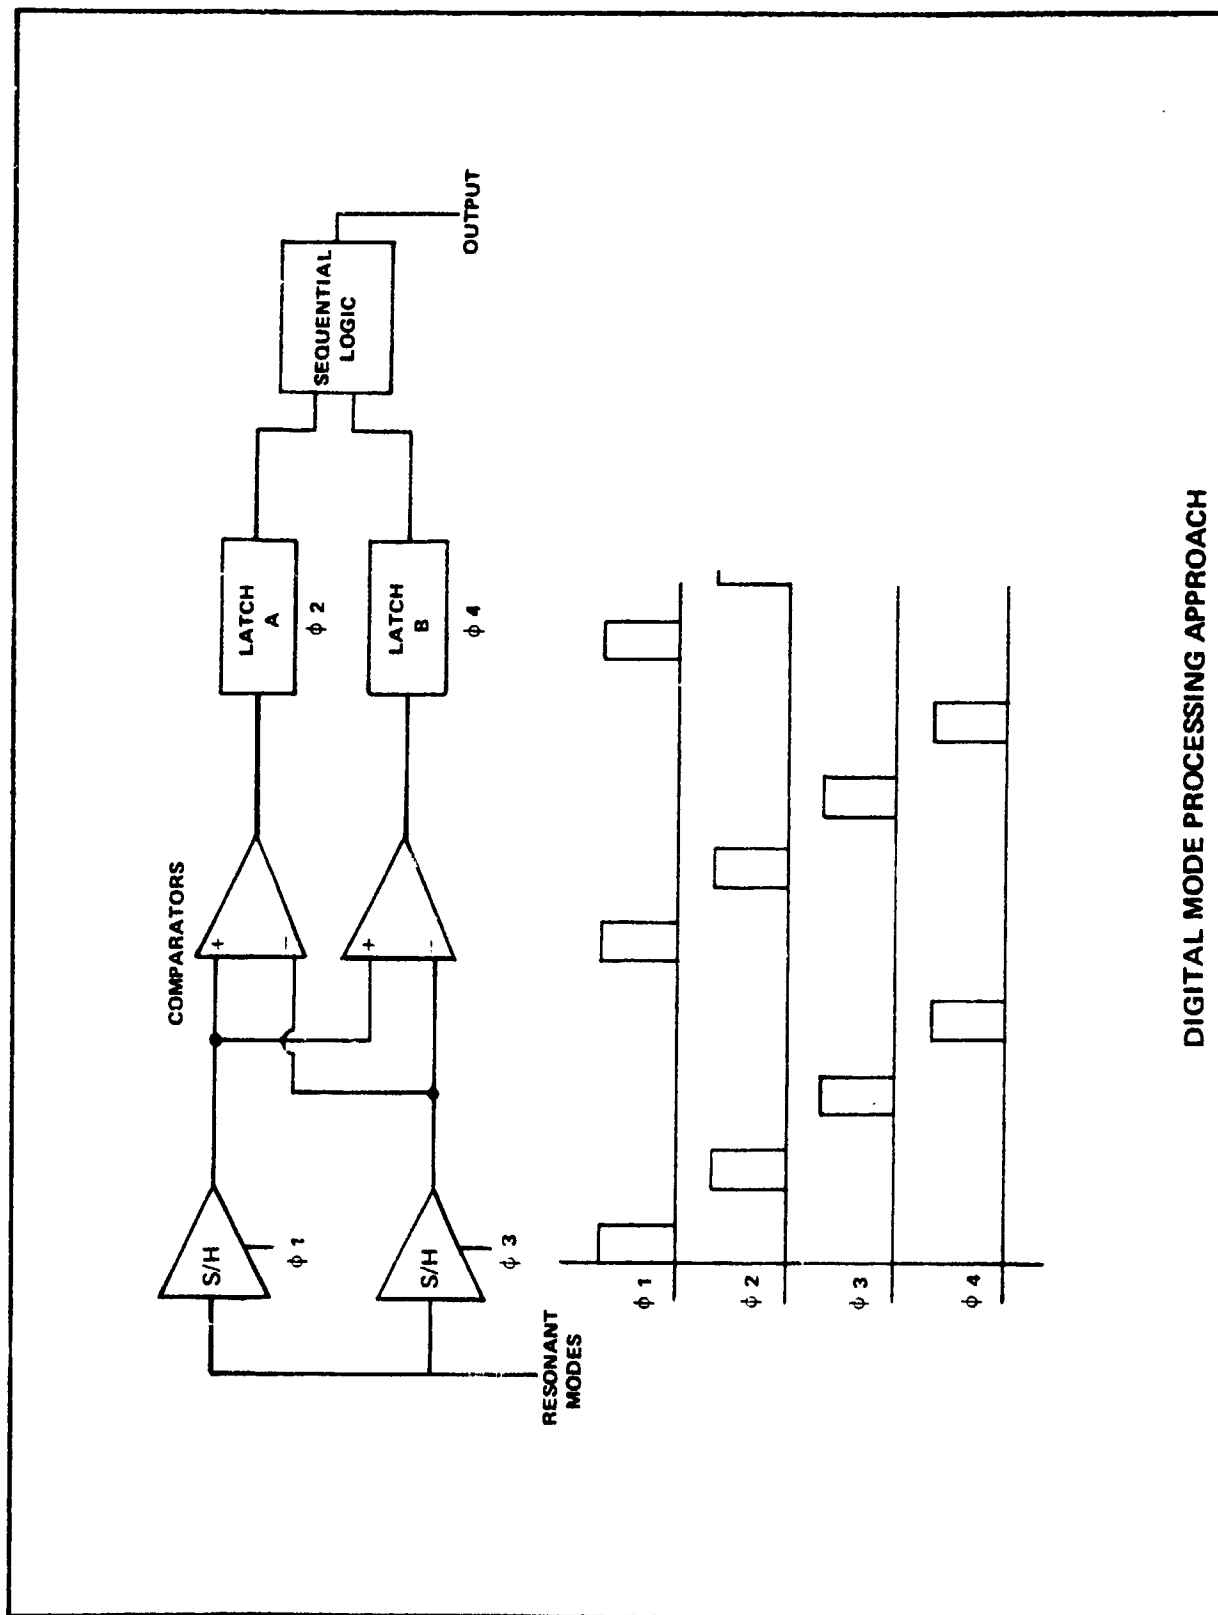 COMPARATORS
S/H
ϕ 1
+
−
LATCH
A
ϕ 2
SEQUENTIAL
LOGIC
OUTPUT
S/H
ϕ 3
+
−
LATCH
B
ϕ 4
RESONANT
MODES
ϕ 1
ϕ 2
ϕ 3
ϕ 4
DIGITAL MODE PROCESSING APPROACH